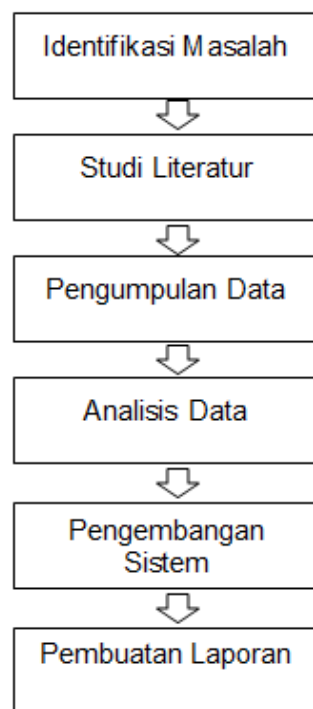 Identifikasi Masalah
Studi Literatur
Pengumpulan Data
Analisis Data
Pengembangan
Sistem
Pembuatan Laporan